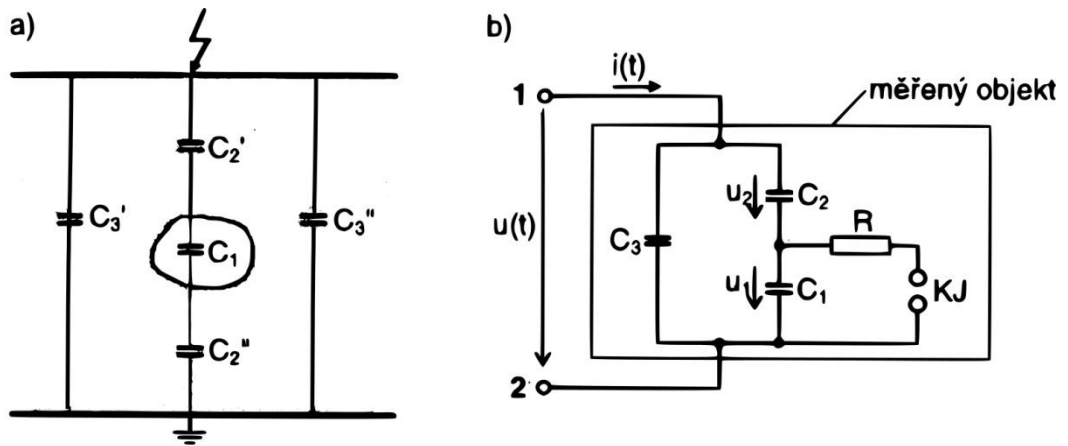 a)
C₂'
C₃'
C₃"
C₁
C₂"
b)
i(t)
1
měřený objekt
u₂
C₂
u(t)
R
C₃
u₁
C₁
KJ
2